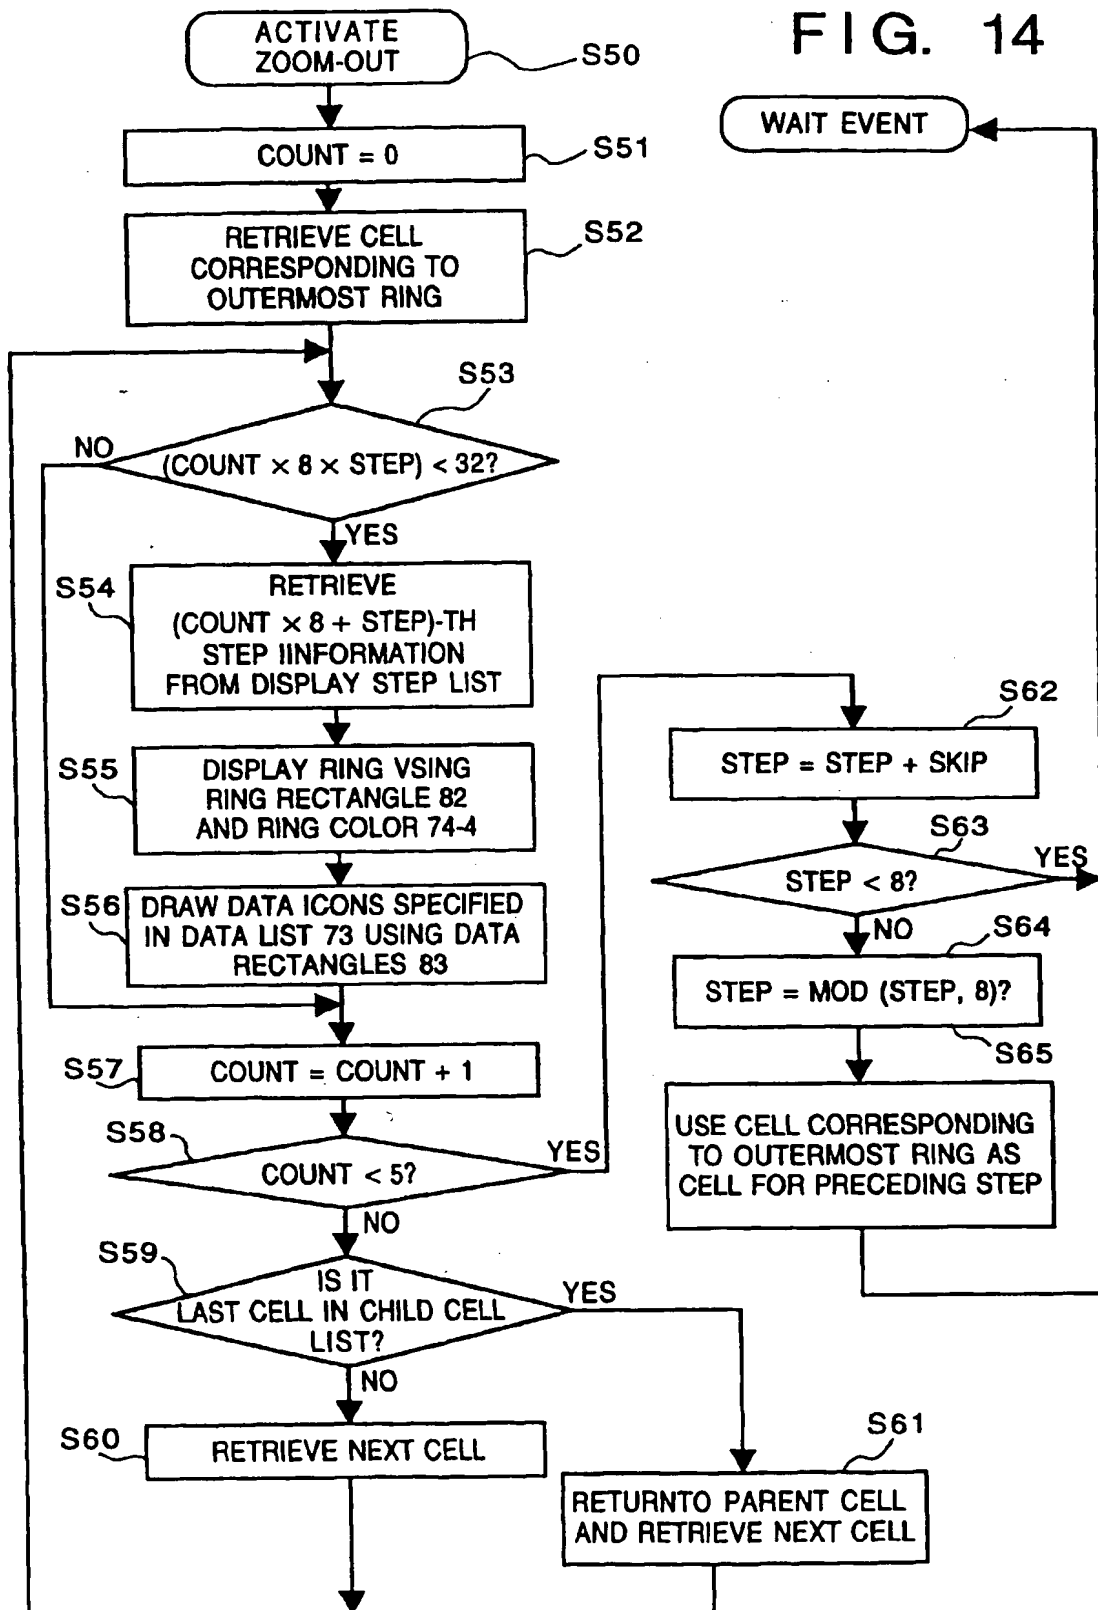 FIG. 14
ACTIVATE
ZOOM-OUT
S50
WAIT EVENT
COUNT = 0
S51
RETRIEVE CELL
CORRESPONDING TO
OUTERMOST RING
S52
S53
(COUNT × 8 × STEP) < 32?
NO
YES
S54
RETRIEVE
(COUNT × 8 + STEP)-TH
STEP IINFORMATION
FROM DISPLAY STEP LIST
S55
DISPLAY RING VSING
RING RECTANGLE 82
AND RING COLOR 74-4
S56
DRAW DATA ICONS SPECIFIED
IN DATA LIST 73 USING DATA
RECTANGLES 83
S57
COUNT = COUNT + 1
S58
COUNT < 5?
YES
NO
S59
IS IT
LAST CELL IN CHILD CELL
LIST?
YES
NO
S60
RETRIEVE NEXT CELL
S61
RETURNTO PARENT CELL
AND RETRIEVE NEXT CELL
S62
STEP = STEP + SKIP
S63
STEP < 8?
YES
NO
S64
STEP = MOD (STEP, 8)?
S65
USE CELL CORRESPONDING
TO OUTERMOST RING AS
CELL FOR PRECEDING STEP